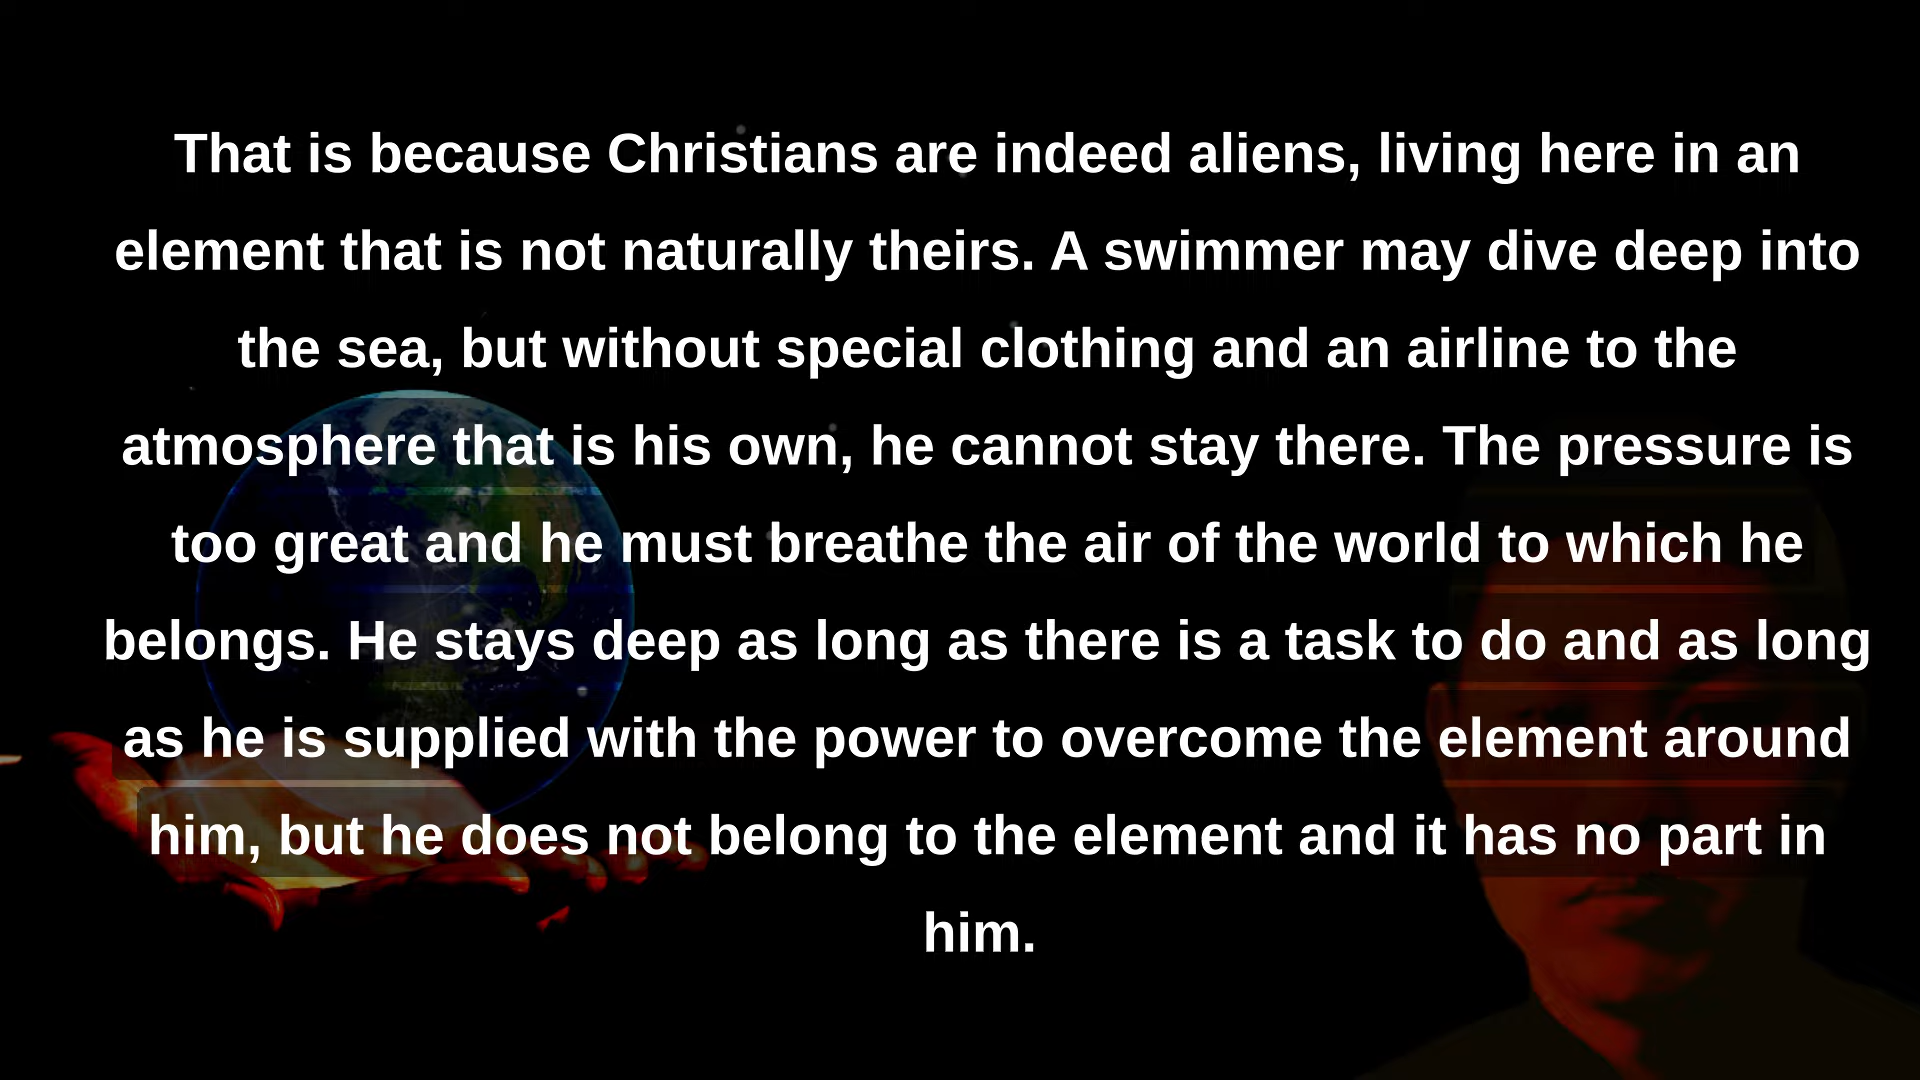 That is because Christians are indeed aliens, living here in an
element that is not naturally theirs. A swimmer may dive deep into
the sea, but without special clothing and an airline to the
atmosphere that is his own, he cannot stay there. The pressure is
too great and he must breathe the air of the world to which he
belongs. He stays deep as long as there is a task to do and as long
as he is supplied with the power to overcome the element around
him, but he does not belong to the element and it has no part in
him.